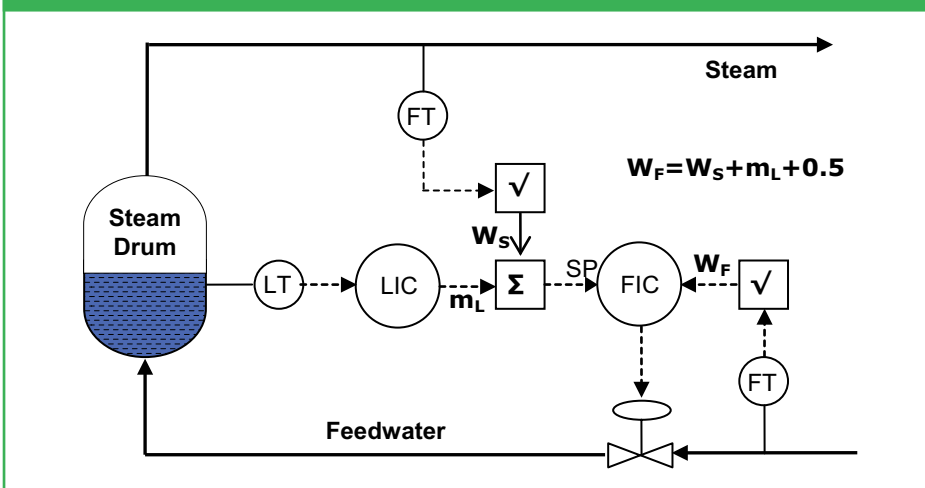 Steam
FT
W_F=W_S+m_L+0.5
√
Steam
Drum
W_S
LT
LIC
m_L
Σ
SP
FIC
W_F
√
FT
Feedwater